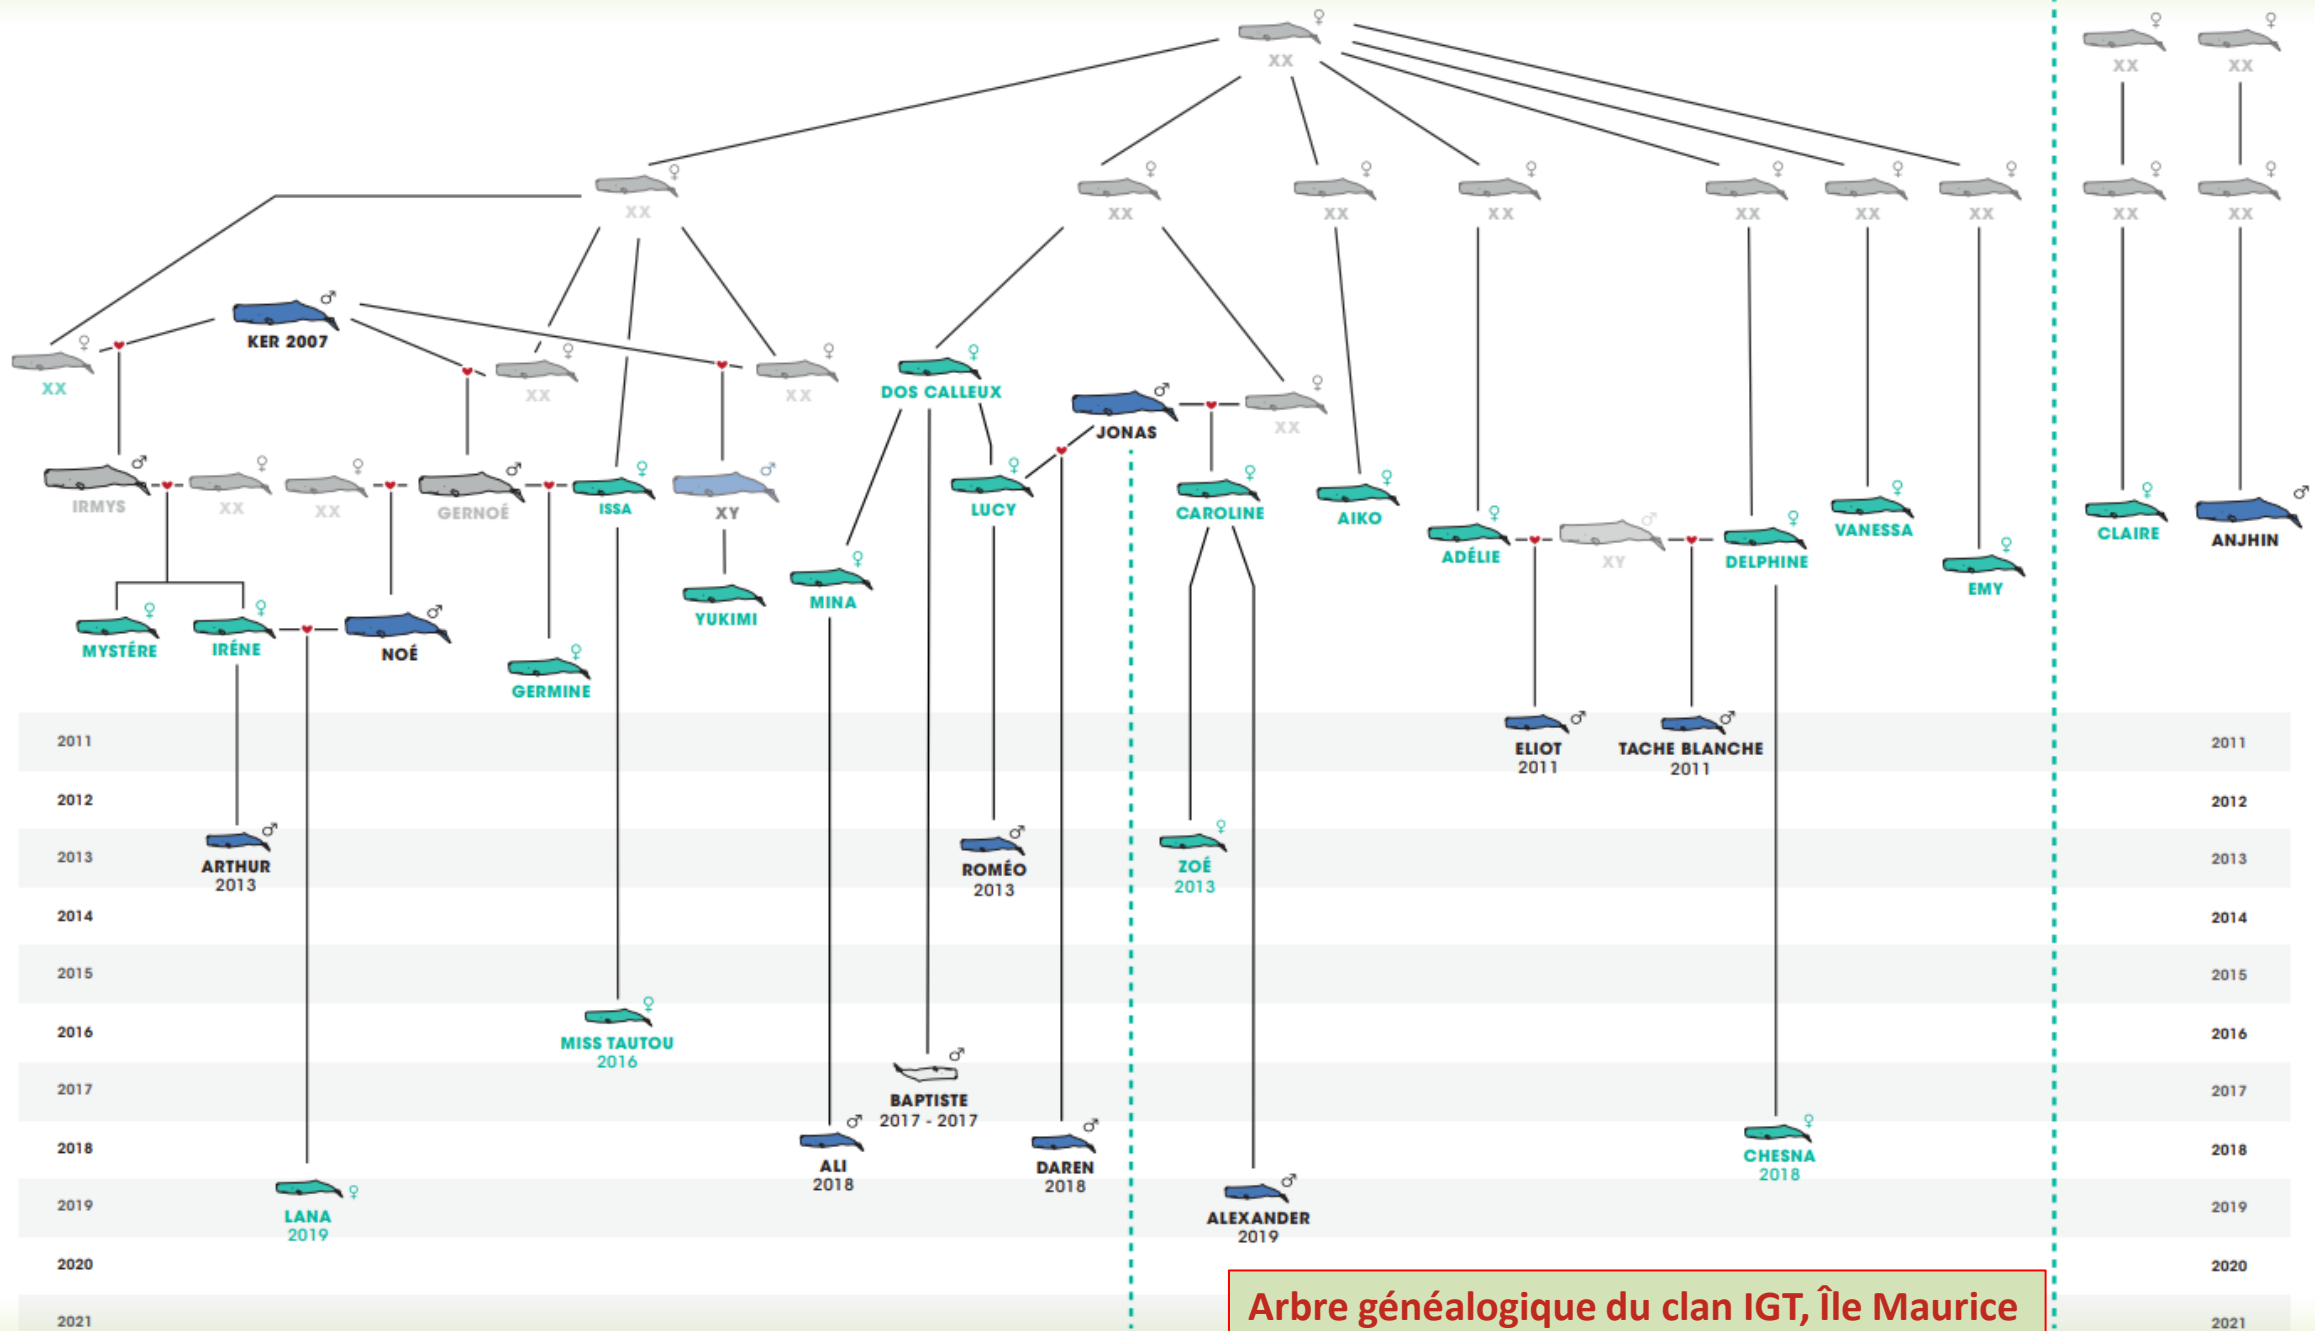 XX
XX
XX
XX
XX
XX
XX
XX
XX
XX
XX
XX
KER 2007
XX
XX
XX
DOS CALLEUX
JONAS
XX
IRMYS
XX
XX
GERNOÉ
ISSA
XY
LUCY
CAROLINE
AIKO
ADÉLIE
XY
DELPHINE
VANESSA
EMY
CLAIRE
ANJHIN
MYSTÉRE
IRÉNE
NOÉ
GERMINE
YUKIMI
MINA
2011
ELIOT
2011
TACHE BLANCHE
2011
2011
2012
2012
2013
ARTHUR
2013
ROMÉO
2013
ZOÉ
2013
2013
2014
2014
2015
2015
2016
MISS TAUTOU
2016
2016
2017
BAPTISTE
2017 - 2017
2017
2018
ALI
2018
DAREN
2018
CHESNA
2018
2018
2019
LANA
2019
ALEXANDER
2019
2019
2020
2020
Arbre généalogique du clan IGT, Île Maurice
2021
2021